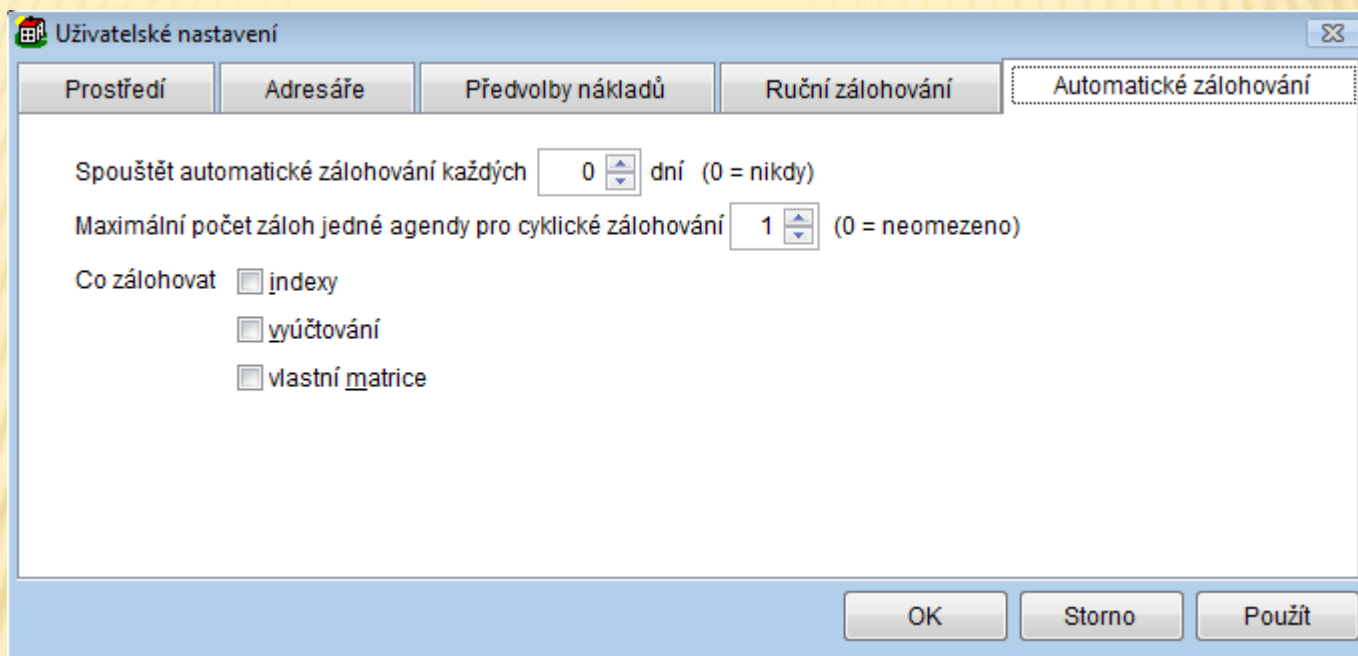 Uživatelské nastavení
Prostředí Adresáře Předvolby nákladů Ruční zálohování Automatické zálohování
Spouštět automatické zálohování každých 0 dní (0 = nikdy)
Maximální počet záloh jedné agendy pro cyklické zálohování 1 (0 = neomezeno)
Co zálohovat indexy
vyúčtování
vlastní matrice
OK Storno Použít